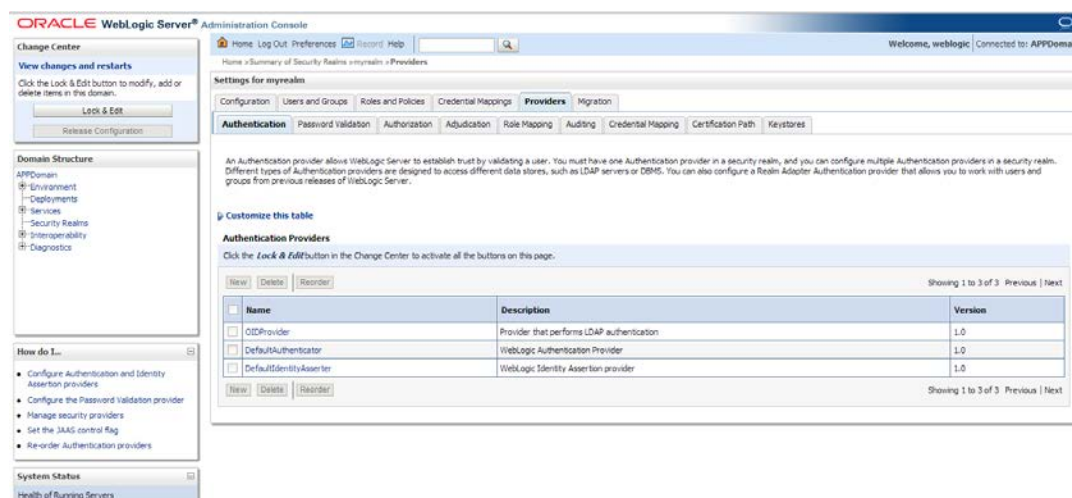 ORACLE WebLogic Server® Administration Console
Change Center
View changes and restarts
Click the Lock & Edit button to modify, add or
delete items in this domain.
Lock & Edit
Release Configuration
Domain Structure
APPDomain
Environment
Deployments
Services
Security Realms
Interoperability
Diagnostics
How do I...
Configure Authentication and Identity
Assertion providers
Configure the Password Validation provider
Manage security providers
Set the JAAS control flag
Re-order Authentication providers
System Status
Health of Running Servers
Home Log Out Preferences Record Help
Welcome, weblogic Connected to: APPDoma
Home >Summary of Security Realms >myrealm >Providers
Settings for myrealm
Configuration Users and Groups Roles and Policies Credential Mappings Providers Migration
Authentication Password Validation Authorization Adjudication Role Mapping Auditing Credential Mapping Certification Path Keystores
An Authentication provider allows WebLogic Server to establish trust by validating a user. You must have one Authentication provider in a security realm, and you can configure multiple Authentication providers in a security realm.
Different types of Authentication providers are designed to access different data stores, such as LDAP servers or DBMS. You can also configure a Realm Adapter Authentication provider that allows you to work with users and
groups from previous releases of WebLogic Server.
Customize this table
Authentication Providers
Click the Lock & Edit button in the Change Center to activate all the buttons on this page.
New Delete Reorder Showing 1 to 3 of 3 Previous | Next
Name Description Version
OIDProvider Provider that performs LDAP authentication 1.0
DefaultAuthenticator WebLogic Authentication Provider 1.0
DefaultIdentityAsserter WebLogic Identity Assertion provider 1.0
New Delete Reorder Showing 1 to 3 of 3 Previous | Next